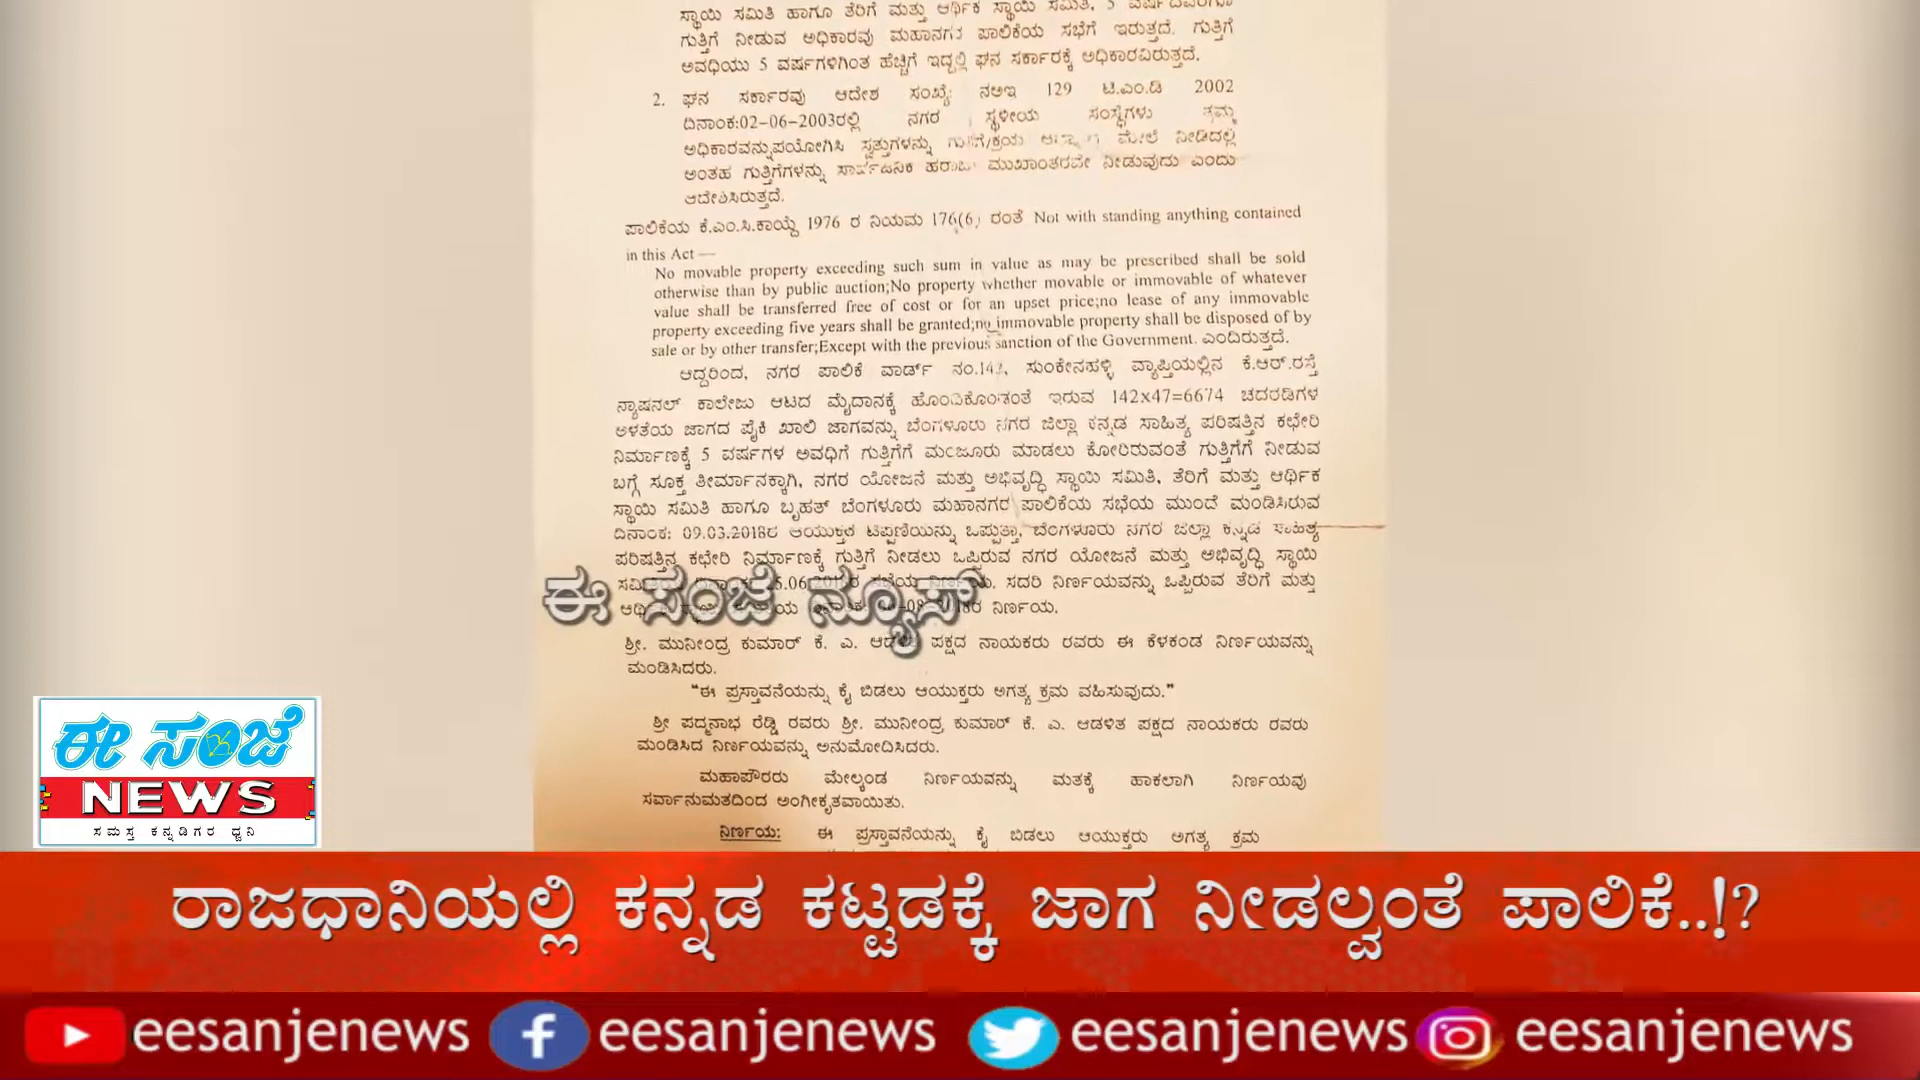 ಸ್ಥಾಯಿ ಸಮಿತಿ ಹಾಗೂ ತೆರಿಗೆ ಮತ್ತು ಆರ್ಥಿಕ ಸ್ಥಾಯಿ ಸಮಿತಿ, 5
ಗುತ್ತಿಗೆ ನೀಡುವ ಅಧಿಕಾರವು ಮಹಾನಗರ ಪಾಲಿಕೆಯ ಸಭೆಗೆ ಇರುತ್ತದೆ. ಗುತ್ತಿಗೆ
ಅವಧಿಯು 5 ವರ್ಷಗಳಿಗಿಂತ ಹೆಚ್ಚಿಗೆ ಇದ್ದಲ್ಲಿ ಘನ ಸರ್ಕಾರಕ್ಕೆ ಅಧಿಕಾರವಿರುತ್ತದೆ.
2. ಘನ ಸರ್ಕಾರವು ಆದೇಶ ಸಂಖ್ಯೆ: ನಅಇ 129 ಟಿ.ಎಂ.ಡಿ 2002
ದಿನಾಂಕ:02-06-2003ರಲ್ಲಿ ನಗರ ಸ್ಥಳೀಯ ಸಂಸ್ಥೆಗಳು ತಮ್ಮ
ಅಧಿಕಾರವನ್ನುಪಯೋಗಿಸಿ ಸ್ವತ್ತುಗಳನ್ನು ಗುತ್ತಿಗೆ/ಕ್ರಯ ಮೇಲೆ ನೀಡಿದಲ್ಲಿ
ಅಂತಹ ಗುತ್ತಿಗೆಗಳನ್ನು ಸಾರ್ವಜನಿಕ ಹರಾಜು ಮುಖಾಂತರವೇ ನೀಡುವುದು ಎಂದು
ಆದೇಶಿಸಿರುತ್ತದೆ.
ಪಾಲಿಕೆಯ ಕೆ.ಎಂ.ಸಿ.ಕಾಯ್ದೆ 1976 ರ ನಿಯಮ 176(6) ರಂತೆ Not with standing anything contained
in this Act —
No movable property exceeding such sum in value as may be prescribed shall be sold
otherwise than by public auction;No property whether movable or immovable of whatever
value shall be transferred free of cost or for an upset price;no lease of any immovable
property exceeding five years shall be granted;no immovable property shall be disposed of by
sale or by other transfer;Except with the previous sanction of the Government. ಎಂದಿರುತ್ತದೆ.
ಆದ್ದರಿಂದ, ನಗರ ಪಾಲಿಕೆ ವಾರ್ಡ್ ನಂ.142, ಸುಂಕೇನಹಳ್ಳಿ ವ್ಯಾಪ್ತಿಯಲ್ಲಿನ ಕೆ.ಆರ್.ರಸ್ತೆ
ನ್ಯಾಷನಲ್ ಕಾಲೇಜು ಆಟದ ಮೈದಾನಕ್ಕೆ ಹೊಂದಿಕೊಂಡಂತೆ ಇರುವ 142x47=6674 ಚದರಡಿಗಳ
ಅಳತೆಯ ಜಾಗದ ಪೈಕಿ ಖಾಲಿ ಜಾಗವನ್ನು ಬೆಂಗಳೂರು ನಗರ ಜಿಲ್ಲಾ ಕನ್ನಡ ಸಾಹಿತ್ಯ ಪರಿಷತ್ತಿನ ಕಛೇರಿ
ನಿರ್ಮಾಣಕ್ಕೆ 5 ವರ್ಷಗಳ ಅವಧಿಗೆ ಗುತ್ತಿಗೆಗೆ ಮಂಜೂರು ಮಾಡಲು ಕೋರಿರುವಂತೆ ಗುತ್ತಿಗೆಗೆ ನೀಡುವ
ಬಗ್ಗೆ ಸೂಕ್ತ ತೀರ್ಮಾನಕ್ಕಾಗಿ, ನಗರ ಯೋಜನೆ ಮತ್ತು ಅಭಿವೃದ್ಧಿ ಸ್ಥಾಯಿ ಸಮಿತಿ, ತೆರಿಗೆ ಮತ್ತು ಆರ್ಥಿಕ
ಸ್ಥಾಯಿ ಸಮಿತಿ ಹಾಗೂ ಬೃಹತ್ ಬೆಂಗಳೂರು ಮಹಾನಗರ ಪಾಲಿಕೆಯ ಸಭೆಯ ಮುಂದೆ ಮಂಡಿಸಿರುವ
ದಿನಾಂಕ: 09.03.2018ರ ಆಯುಕ್ತರ ಟಿಪ್ಪಣಿಯನ್ನು ಒಪ್ಪುತ್ತಾ, ಬೆಂಗಳೂರು ನಗರ ಜಿಲ್ಲಾ ಕನ್ನಡ ಸಾಹಿತ್ಯ
ಪರಿಷತ್ತಿನ ಕಛೇರಿ ನಿರ್ಮಾಣಕ್ಕೆ ಗುತ್ತಿಗೆ ನೀಡಲು ಒಪ್ಪಿರುವ ನಗರ ಯೋಜನೆ ಮತ್ತು ಅಭಿವೃದ್ಧಿ ಸ್ಥಾಯಿ
ನಿರ್ಣಯ. ಸದರಿ ನಿರ್ಣಯವನ್ನು ಒಪ್ಪಿರುವ ತೆರಿಗೆ ಮತ್ತು
ನಿರ್ಣಯ.
ಈ ಸಂಜೆ ನ್ಯೂಸ್
ಶ್ರೀ. ಮುನೀಂದ್ರ ಕುಮಾರ್ ಕೆ. ಎ. ಆಡಳಿತ ಪಕ್ಷದ ನಾಯಕರು ರವರು ಈ ಕೆಳಕಂಡ ನಿರ್ಣಯವನ್ನು
ಮಂಡಿಸಿದರು.
"ಈ ಪ್ರಸ್ತಾವನೆಯನ್ನು ಕೈ ಬಿಡಲು ಆಯುಕ್ತರು ಅಗತ್ಯ ಕ್ರಮ ವಹಿಸುವುದು."
ಶ್ರೀ ಪದ್ಮನಾಭ ರೆಡ್ಡಿ ರವರು ಶ್ರೀ. ಮುನೀಂದ್ರ ಕುಮಾರ್ ಕೆ. ಎ. ಆಡಳಿತ ಪಕ್ಷದ ನಾಯಕರು ರವರು
ಮಂಡಿಸಿದ ನಿರ್ಣಯವನ್ನು ಅನುಮೋದಿಸಿದರು.
ಮಹಾಪೌರರು ಮೇಲ್ಕಂಡ ನಿರ್ಣಯವನ್ನು ಮತಕ್ಕೆ ಹಾಕಲಾಗಿ ನಿರ್ಣಯವು
ಸರ್ವಾನುಮತದಿಂದ ಅಂಗೀಕೃತವಾಯಿತು.
ನಿರ್ಣಯ: ಈ ಪ್ರಸ್ತಾವನೆಯನ್ನು ಕೈ ಬಿಡಲು ಆಯುಕ್ತರು ಅಗತ್ಯ ಕ್ರಮ
ಈ ಸಂಜೆ
NEWS
ಸಮಸ್ತ ಕನ್ನಡಿಗರ ಧ್ವನಿ
ರಾಜಧಾನಿಯಲ್ಲಿ ಕನ್ನಡ ಕಟ್ಟಡಕ್ಕೆ ಜಾಗ ನೀಡಲ್ವಂತೆ ಪಾಲಿಕೆ..!?
eesanjenews eesanjenews eesanjenews eesanjenews